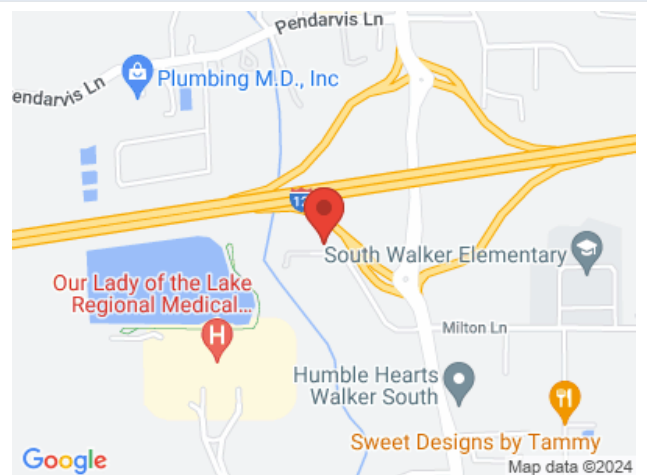 Pendarvis Ln
endarvis Ln
Plumbing M.D., Inc
South Walker Elementary
Our Lady of the Lake
Regional Medical...
H
Milton Ln
Humble Hearts
Walker South
Sweet Designs by Tammy
Google
Map data ©2024